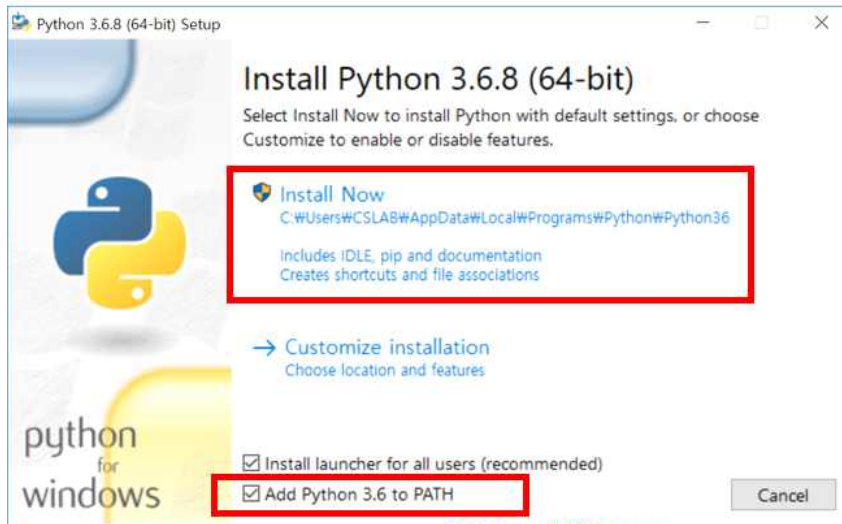 Python 3.6.8 (64-bit) Setup
Install Python 3.6.8 (64-bit)
Select Install Now to install Python with default settings, or choose
Customize to enable or disable features.
Install Now
C:₩Users₩CSLAB₩AppData₩Local₩Programs₩Python₩Python36
Includes IDLE, pip and documentation
Creates shortcuts and file associations
Customize installation
Choose location and features
python
for
windows
Install launcher for all users (recommended)
Add Python 3.6 to PATH
Cancel